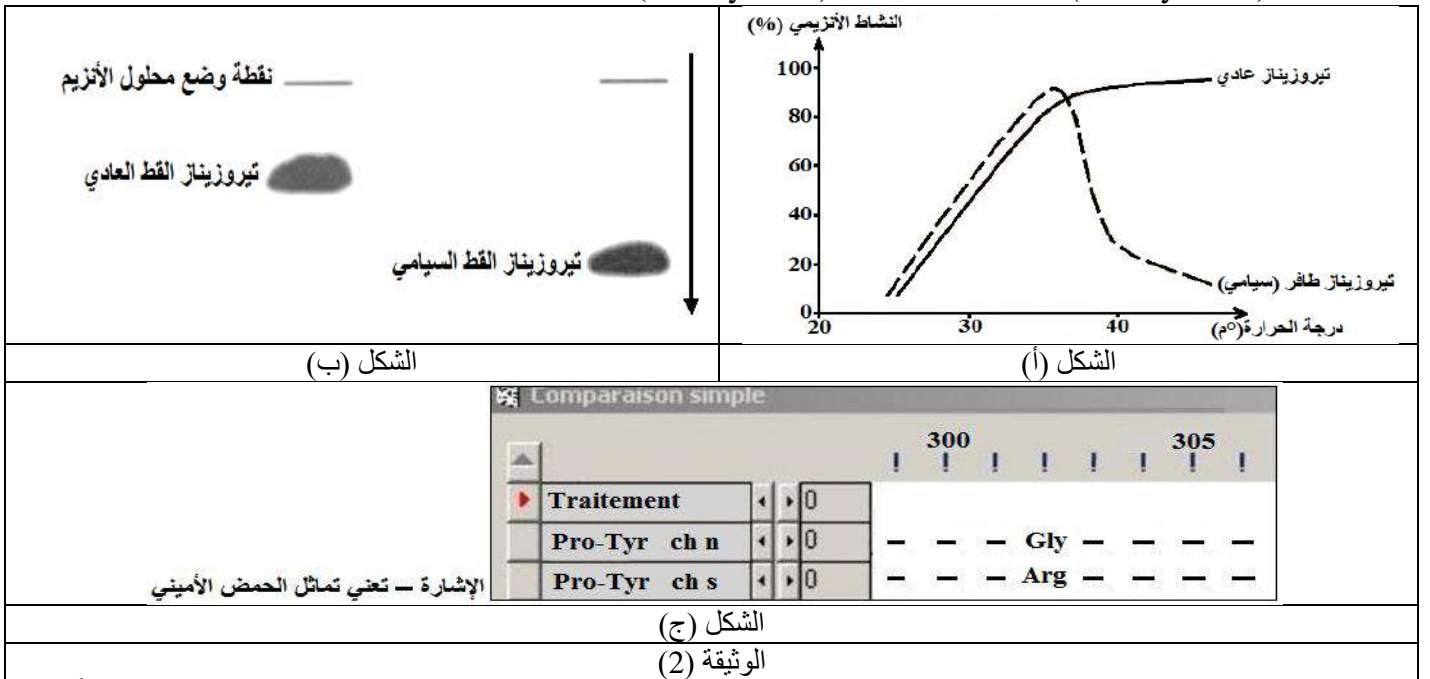 النشاط الأنزيمي (%)
100
80
60
40
20
0
20
30
40
درجة الحرارة(°م)
تيروزيناز عادي
تيروزيناز طافر (سيامي)
الشكل (أ)
نقطة وضع محلول الأنزيم
تيروزيناز القط العادي
تيروزيناز القط السيامي
الشكل (ب)
Comparaison simple
300 305
Traitement 0
Pro-Tyr ch n 0 – – – Gly – – – –
Pro-Tyr ch s 0 – – – Arg – – – –
الإشارة – تعني تماثل الحمض الأميني
الشكل (ج)
الوثيقة (2)